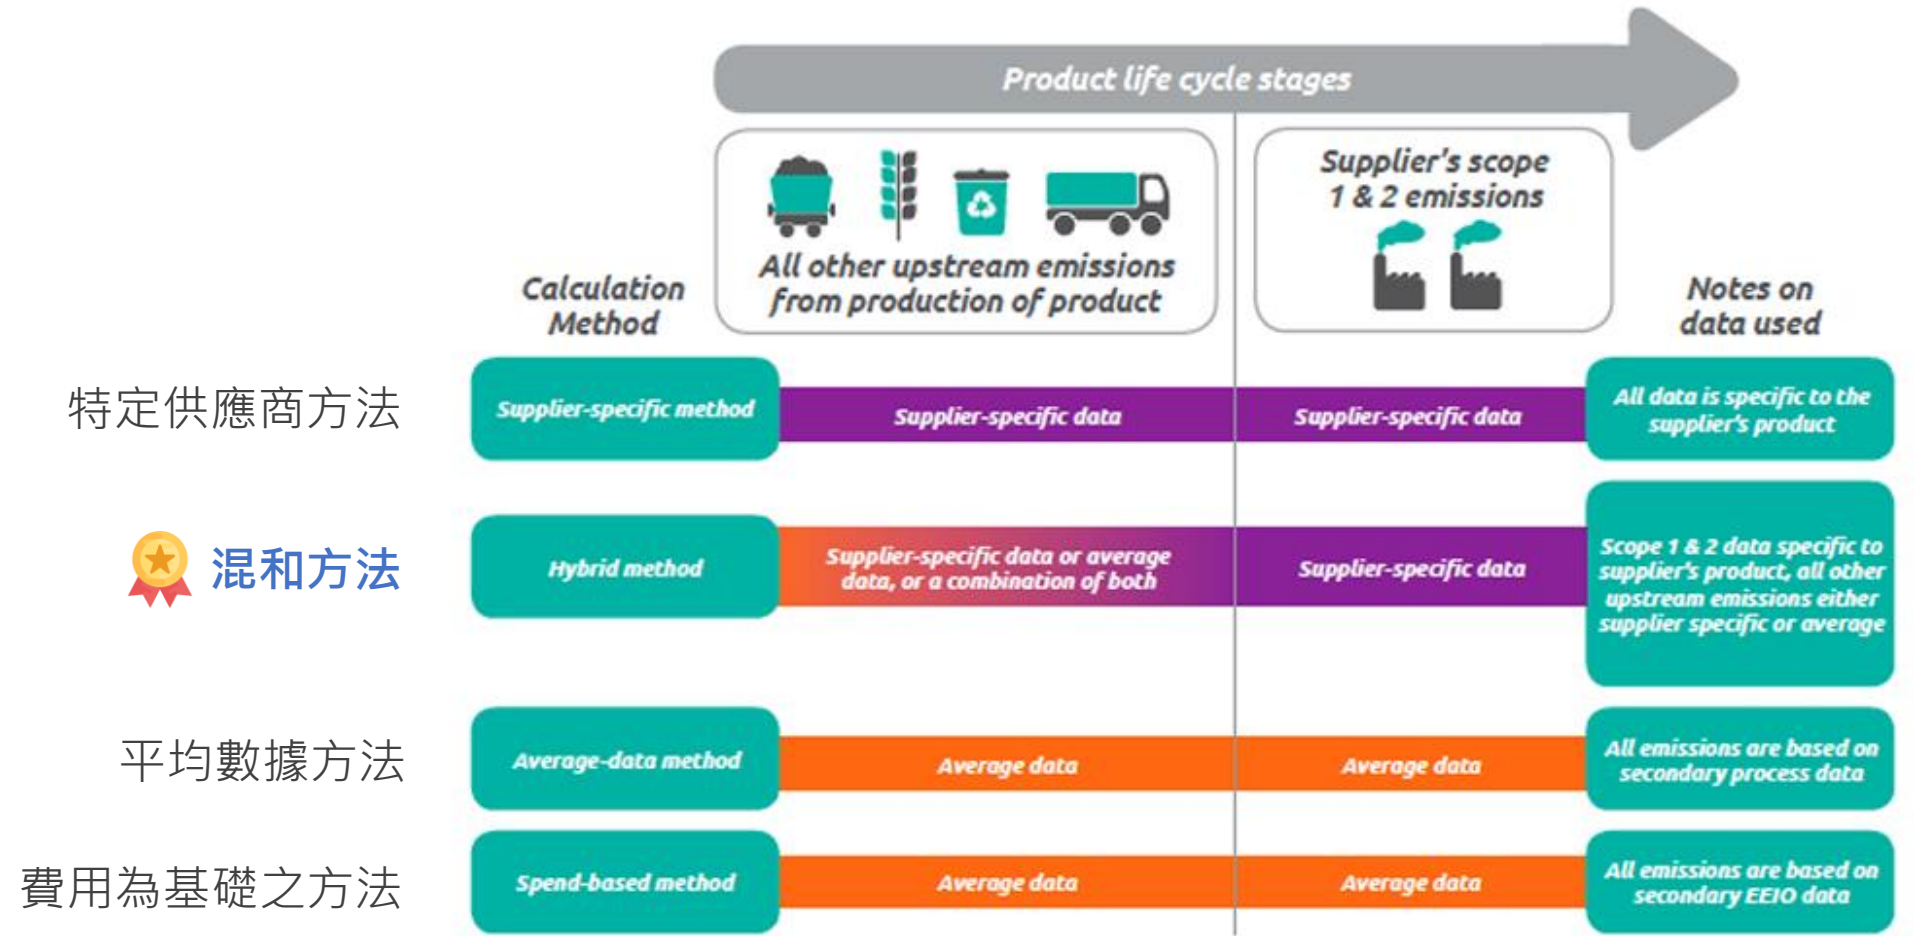 Product life cycle stages
All other upstream emissions
from production of product
Supplier's scope
1 & 2 emissions
Calculation
Method
Notes on
data used
特定供應商方法
Supplier-specific method
Supplier-specific data
Supplier-specific data
All data is specific to the
supplier's product
混和方法
Hybrid method
Supplier-specific data or average
data, or a combination of both
Supplier-specific data
Scope 1 & 2 data specific to
supplier's product, all other
upstream emissions either
supplier specific or average
平均數據方法
Average-data method
Average data
Average data
All emissions are based on
secondary process data
費用為基礎之方法
Spend-based method
Average data
Average data
All emissions are based on
secondary EEIO data